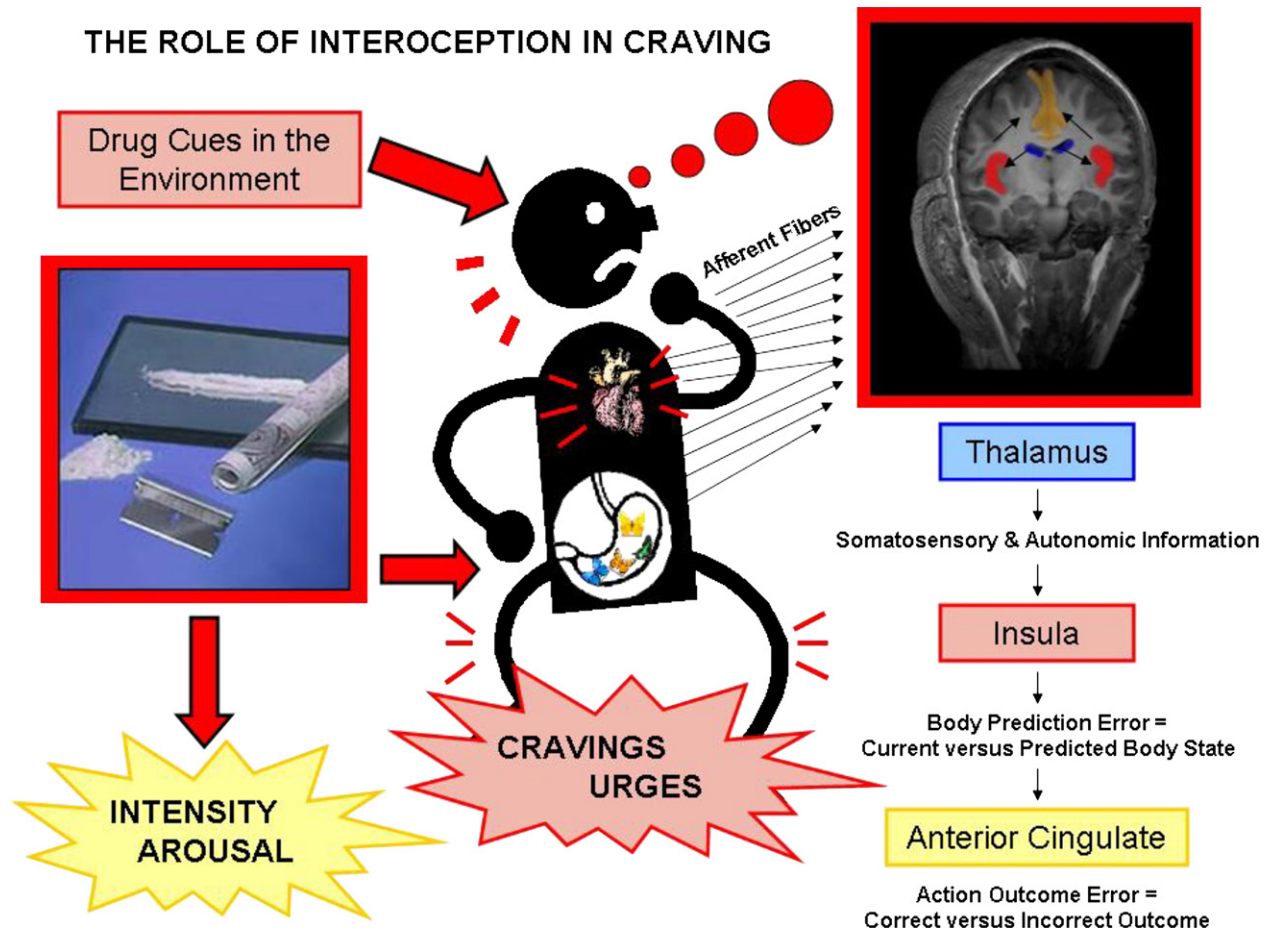 THE ROLE OF INTEROCEPTION IN CRAVING
Drug Cues in the
Environment
Afferent Fibers
Thalamus
Somatosensory & Autonomic Information
Insula
Body Prediction Error =
Current versus Predicted Body State
Anterior Cingulate
Action Outcome Error =
Correct versus Incorrect Outcome
CRAVINGS
URGES
INTENSITY
AROUSAL